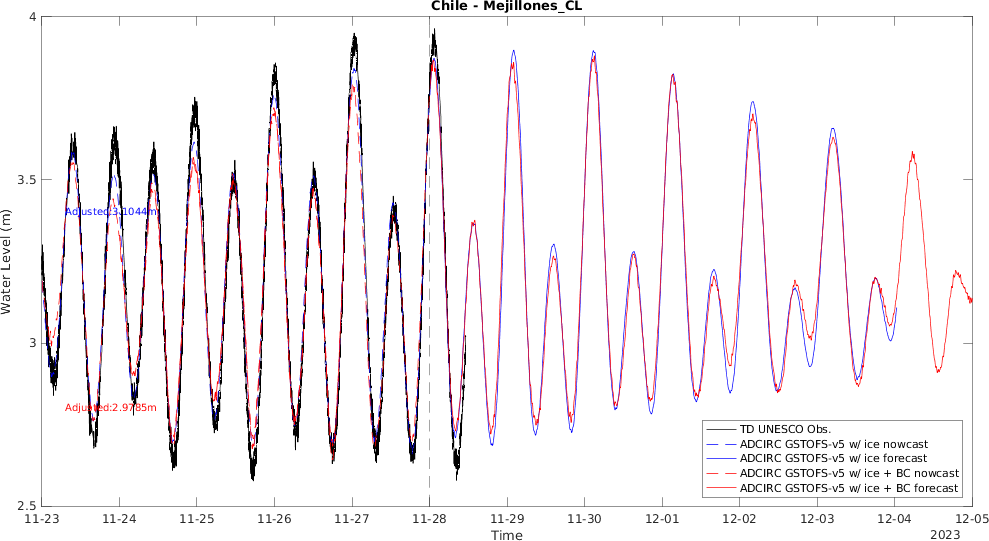 Chile - Mejillones_CL
4
3.5
3
2.5
Water Level (m)
Adjusted:3.1044m
Adjusted:2.9785m
TD UNESCO Obs.
ADCIRC GSTOFS-v5 w/ ice nowcast
ADCIRC GSTOFS-v5 w/ ice forecast
ADCIRC GSTOFS-v5 w/ ice + BC nowcast
ADCIRC GSTOFS-v5 w/ ice + BC forecast
11-23 11-24 11-25 11-26 11-27 11-28 11-29 11-30 12-01 12-02 12-03 12-04 12-05
Time
2023